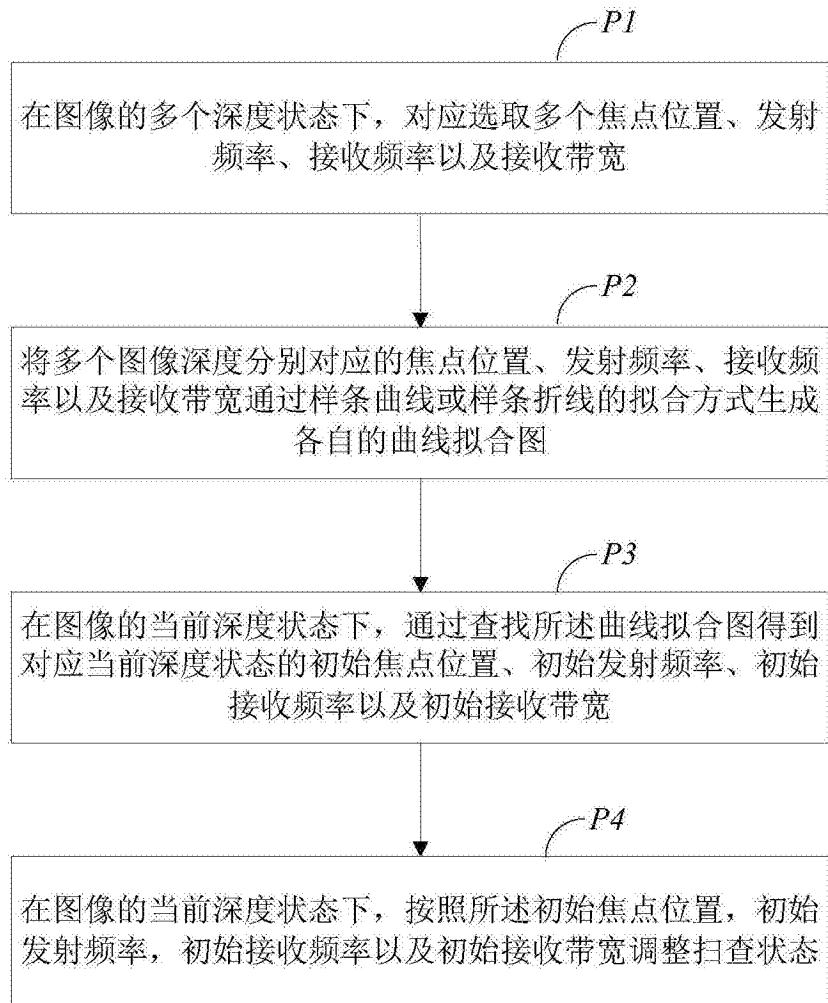 P1
在图像的多个深度状态下，对应选取多个焦点位置、发射
频率、接收频率以及接收带宽
P2
将多个图像深度分别对应的焦点位置、发射频率、接收频
率以及接收带宽通过样条曲线或样条折线的拟合方式生成
各自的曲线拟合图
P3
在图像的当前深度状态下，通过查找所述曲线拟合图得到
对应当前深度状态的初始焦点位置、初始发射频率、初始
接收频率以及初始接收带宽
P4
在图像的当前深度状态下，按照所述初始焦点位置，初始
发射频率，初始接收频率以及初始接收带宽调整扫查状态